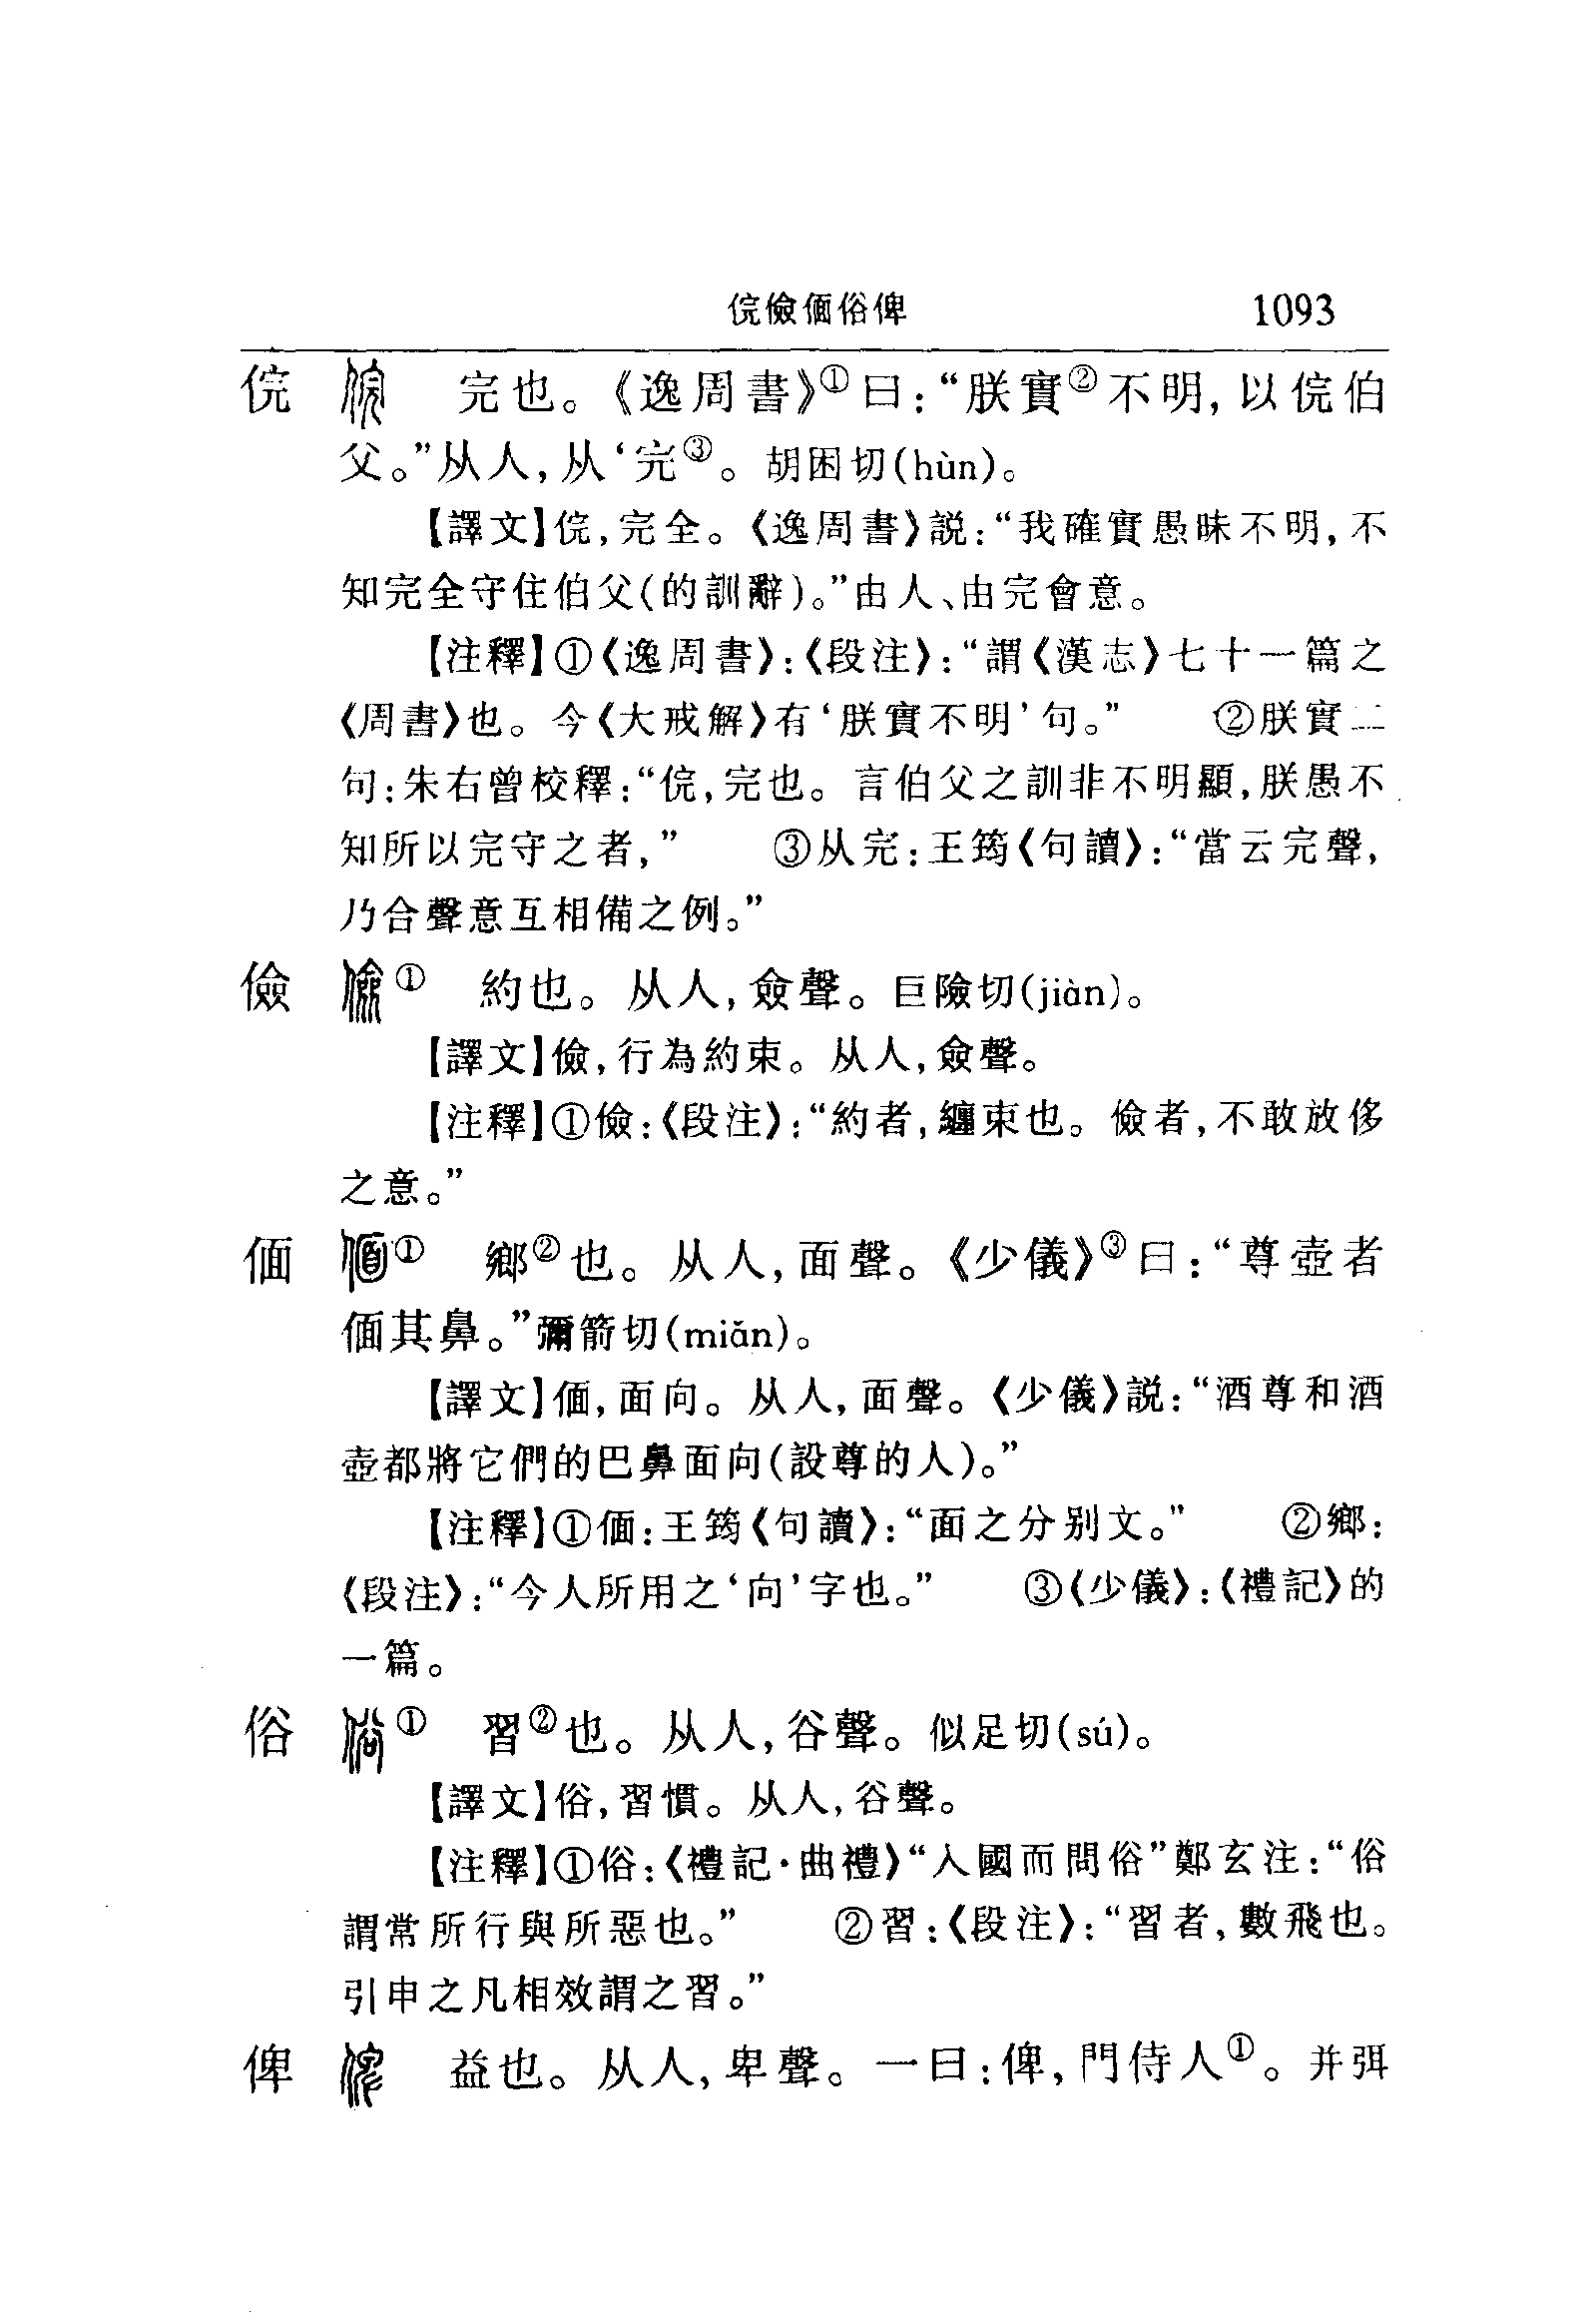 俒儉偭俗俾 1093
俒 完也。《逸周書》①曰：“朕實②不明，以俒伯
父。”从人，从‘完③。胡困切(hùn)。
【譯文】俒，完全。《逸周書》説：“我確實愚昧不明，不
知完全守住伯父(的訓辭)。”由人、由完會意。
【注釋】①《逸周書》：《段注》：“謂《漢志》七十一篇之
《周書》也。今《大戒解》有‘朕實不明’句。” ②朕實二
句：朱右曾校釋：“俒，完也。言伯父之訓非不明顯，朕愚不
知所以完守之者，” ③从完：王筠《句讀》：“當云完聲，
乃合聲意互相備之例。”
儉 ① 約也。从人，僉聲。巨險切(jiàn)。
【譯文】儉，行為約束。从人，僉聲。
【注釋】①儉：《段注》：“約者，纏束也。儉者，不敢放侈
之意。”
偭 ① 鄉②也。从人，面聲。《少儀》③曰：“尊壺者
偭其鼻。”彌箭切(miǎn)。
【譯文】偭，面向。从人，面聲。《少儀》説：“酒尊和酒
壺都將它們的巴鼻面向(設尊的人)。”
【注釋】①偭：王筠《句讀》：“面之分别文。” ②鄉：
《段注》：“今人所用之‘向’字也。” ③《少儀》：《禮記》的
一篇。
俗 ① 習②也。从人，谷聲。似足切(sú)。
【譯文】俗，習慣。从人，谷聲。
【注釋】①俗：《禮記·曲禮》“入國而問俗”鄭玄注：“俗
謂常所行與所惡也。” ②習：《段注》：“習者，數飛也。
引申之凡相效謂之習。”
俾 益也。从人，卑聲。一曰：俾，門侍人①。并弭